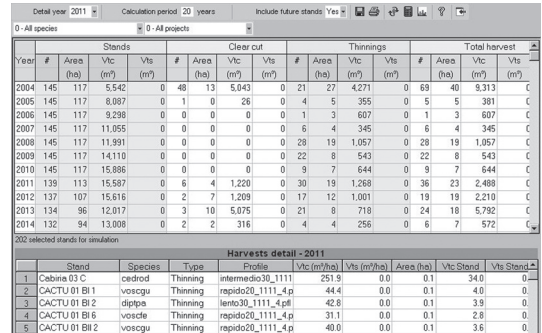 Detail year 2011 Calculation period 20 years Include future stands Yes
0 - All species 0 - All projects
Stands Clear cut Thinnings Total harvest
Year # Area Vtc Vts # Area Vtc Vts # Area Vtc Vts # Area Vtc Vts
(ha) (m³) (m³) (ha) (m³) (m³) (ha) (m³) (m³) (ha) (m³) (m³)
2004 145 117 5,542 0 48 13 5,043 0 21 27 4,271 0 69 40 9,313 0
2005 145 117 8,087 0 1 0 26 0 4 5 355 0 5 5 381 0
2006 145 117 9,298 0 0 0 0 0 1 3 607 0 1 3 607 0
2007 145 117 11,055 0 0 0 0 0 6 4 345 0 6 4 345 0
2008 145 117 11,991 0 0 0 0 0 28 19 1,057 0 28 19 1,057 0
2009 145 117 14,110 0 0 0 0 0 22 8 543 0 22 8 543 0
2010 145 117 15,886 0 0 0 0 0 9 7 644 0 9 7 644 0
2011 139 113 15,587 0 6 4 1,220 0 30 19 1,268 0 36 23 2,488 0
2012 137 107 15,616 0 2 7 1,209 0 17 12 1,001 0 19 19 2,210 0
2013 134 96 12,017 0 3 10 5,075 0 21 8 718 0 24 18 5,792 0
2014 132 94 13,008 0 2 2 316 0 4 4 256 0 6 7 572 0
202 selected stands for simulation
Harvests detail - 2011
Stand Species Type Profile Vtc (m³/ha) Vts (m³/ha) Area (ha) Vtc Stand Vts Stand
1 Cabiria 03 C cedrod Thinning intermedio30_1111 251.9 0.0 0.1 34.0 0.0
2 CACTU 01 BI 1 voscgu Thinning rapido20_1111_4.p 44.4 0.0 0.1 4.0 0.0
3 CACTU 01 BI 2 diptpa Thinning lento30_1111_4.pfl 42.8 0.0 0.1 3.9 0.0
4 CACTU 01 BI 6 voscfe Thinning rapido20_1111_4.p 31.1 0.0 0.1 2.8 0.0
5 CACTU 01 BII 2 voscgu Thinning rapido20_1111_4.p 40.0 0.0 0.1 3.6 0.0